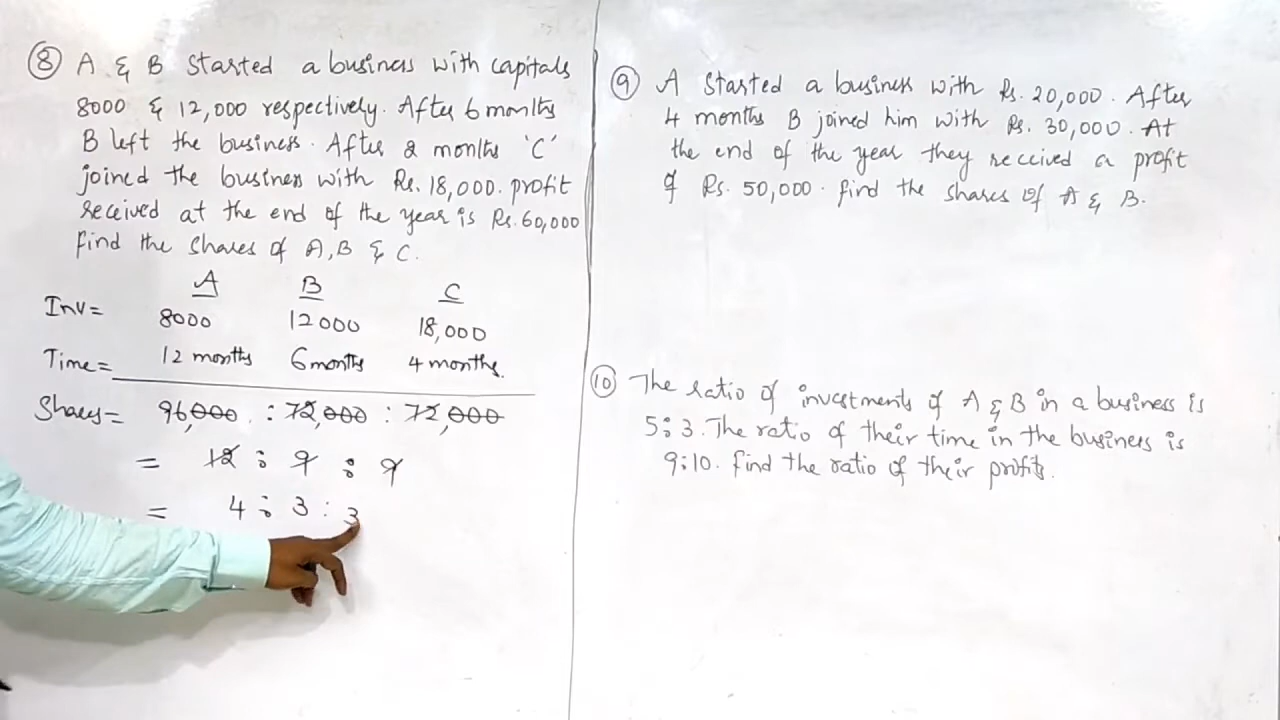 ⑧ A & B Started a business with capitals
8000 & 12,000 respectively. After 6 months
B left the business. After 2 months 'C'
joined the business with Rs. 18,000. profit
received at the end of the year is Rs. 60,000
find the shares of A, B & C.
A B C
Inv= 8000 12000 18,000
Time= 12 months 6 months 4 months.
Shares= 96,000 : 72,000 : 72,000
= 12 : 9 : 9
= 4 : 3 : 3
⑨ A started a business with Rs. 20,000. After
4 months B joined him with Rs. 30,000. At
the end of the year they received a profit
of Rs. 50,000. find the shares of A & B.
⑩ The ratio of investments of A & B in a business is
5:3. The ratio of their time in the business is
9:10. find the ratio of their profits.